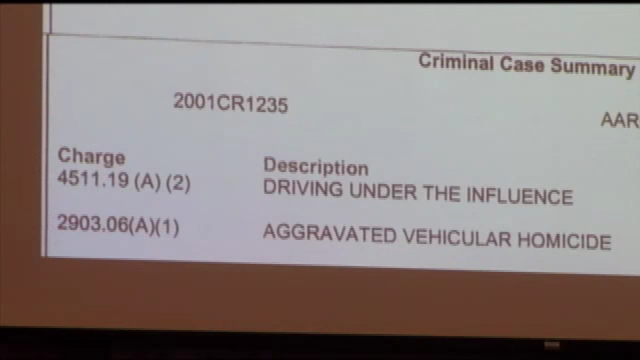 Criminal Case Summary
2001CR1235 AAR
Charge Description
4511.19 (A) (2) DRIVING UNDER THE INFLUENCE
2903.06(A)(1) AGGRAVATED VEHICULAR HOMICIDE